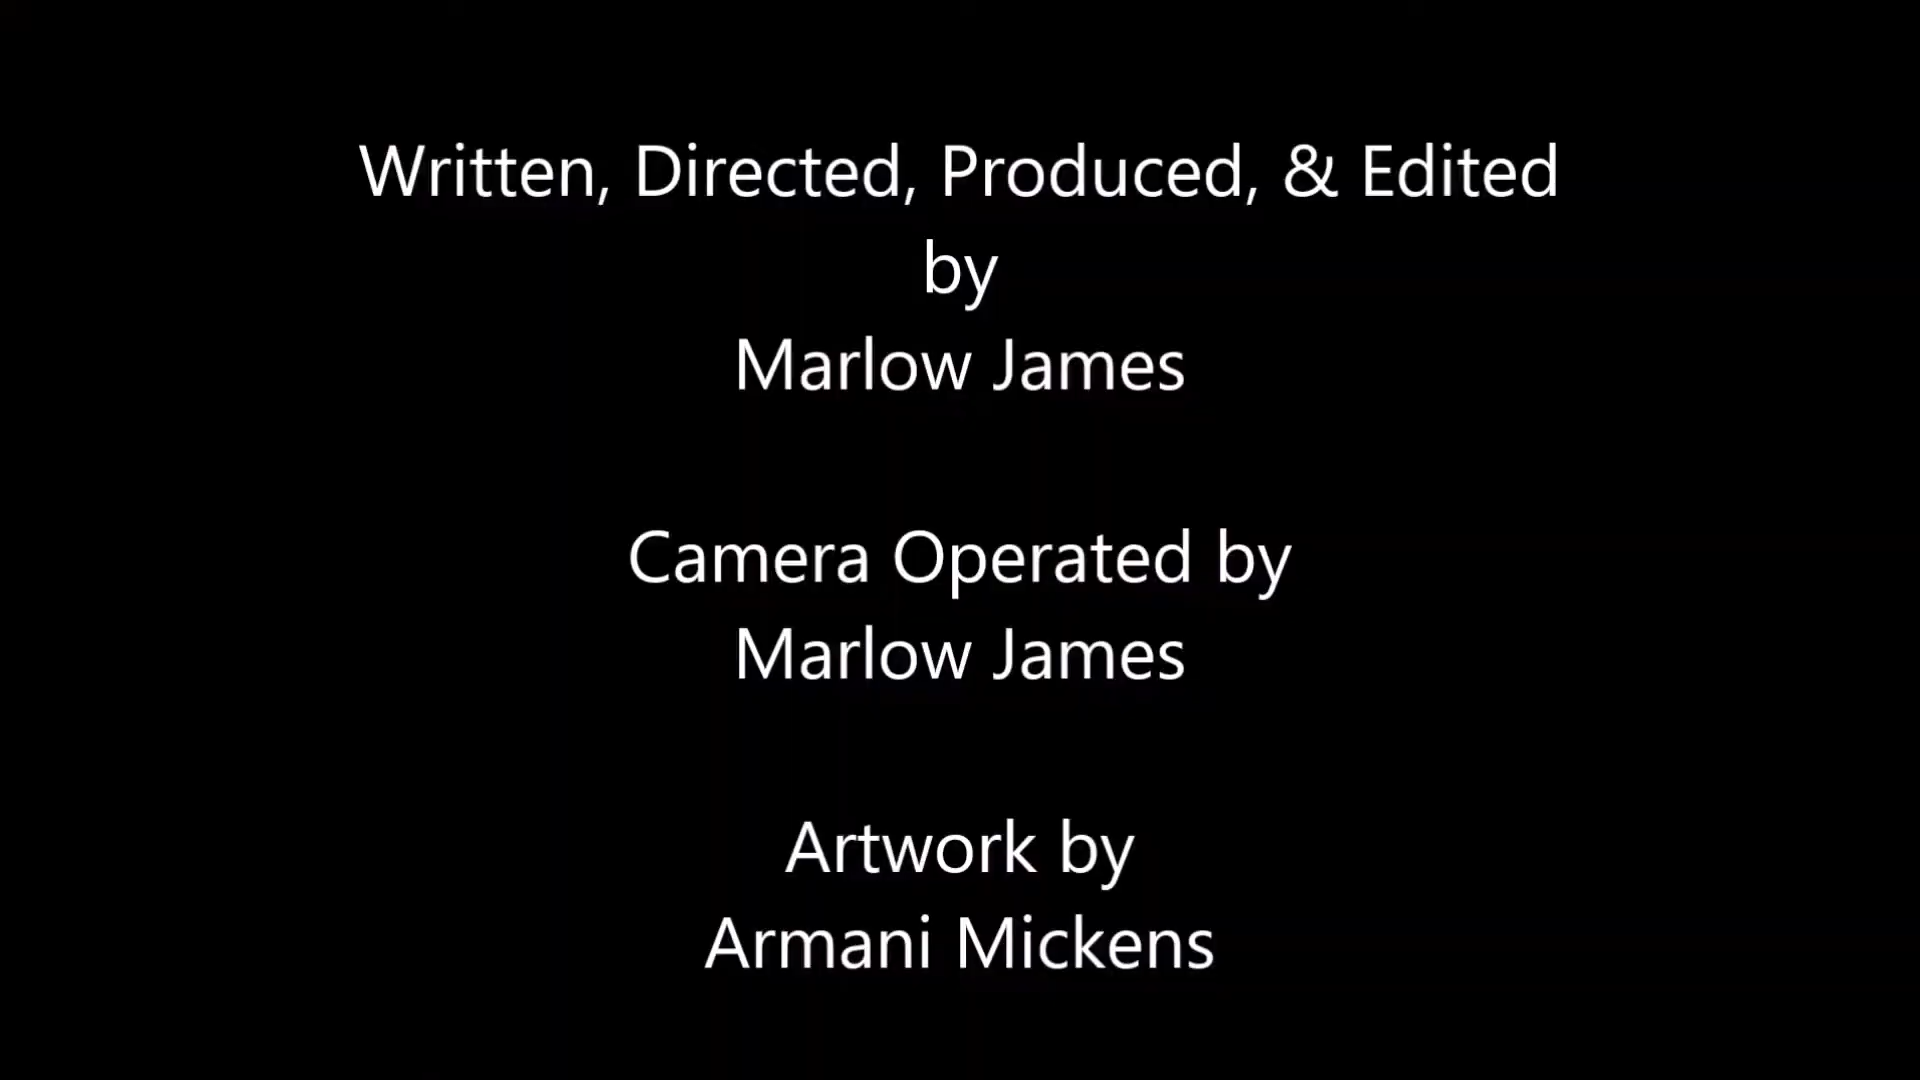 Written, Directed, Produced, & Edited
by
Marlow James
Camera Operated by
Marlow James
Artwork by
Armani Mickens